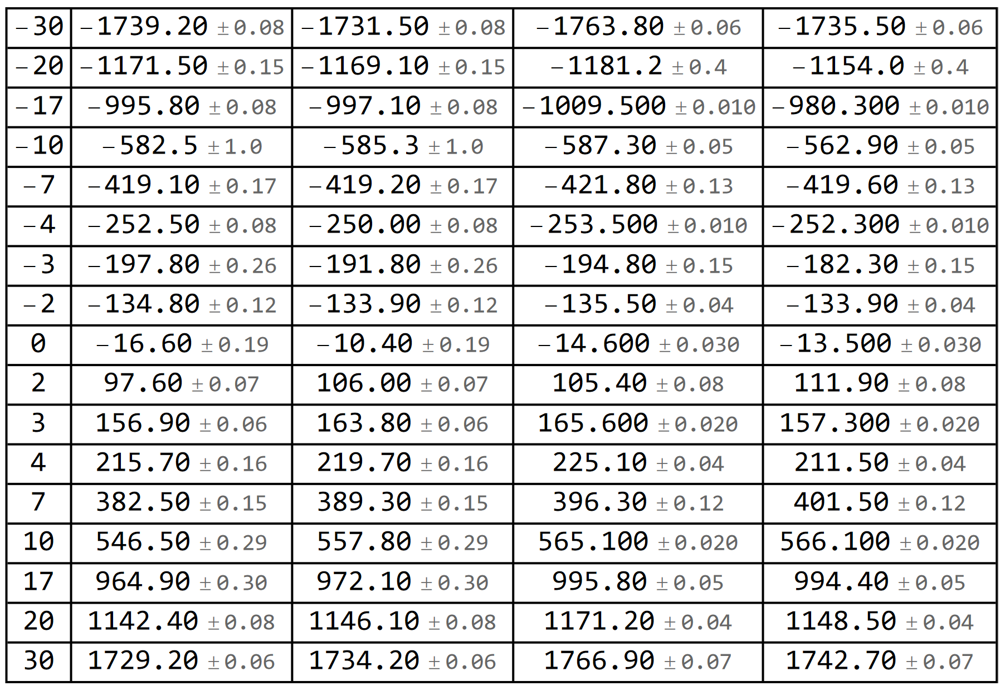 −30 −1739.20 ±0.08 −1731.50 ±0.08 −1763.80 ±0.06 −1735.50 ±0.06
−20 −1171.50 ±0.15 −1169.10 ±0.15 −1181.2 ±0.4 −1154.0 ±0.4
−17 −995.80 ±0.08 −997.10 ±0.08 −1009.500 ±0.010 −980.300 ±0.010
−10 −582.5 ±1.0 −585.3 ±1.0 −587.30 ±0.05 −562.90 ±0.05
−7 −419.10 ±0.17 −419.20 ±0.17 −421.80 ±0.13 −419.60 ±0.13
−4 −252.50 ±0.08 −250.00 ±0.08 −253.500 ±0.010 −252.300 ±0.010
−3 −197.80 ±0.26 −191.80 ±0.26 −194.80 ±0.15 −182.30 ±0.15
−2 −134.80 ±0.12 −133.90 ±0.12 −135.50 ±0.04 −133.90 ±0.04
0 −16.60 ±0.19 −10.40 ±0.19 −14.600 ±0.030 −13.500 ±0.030
2 97.60 ±0.07 106.00 ±0.07 105.40 ±0.08 111.90 ±0.08
3 156.90 ±0.06 163.80 ±0.06 165.600 ±0.020 157.300 ±0.020
4 215.70 ±0.16 219.70 ±0.16 225.10 ±0.04 211.50 ±0.04
7 382.50 ±0.15 389.30 ±0.15 396.30 ±0.12 401.50 ±0.12
10 546.50 ±0.29 557.80 ±0.29 565.100 ±0.020 566.100 ±0.020
17 964.90 ±0.30 972.10 ±0.30 995.80 ±0.05 994.40 ±0.05
20 1142.40 ±0.08 1146.10 ±0.08 1171.20 ±0.04 1148.50 ±0.04
30 1729.20 ±0.06 1734.20 ±0.06 1766.90 ±0.07 1742.70 ±0.07